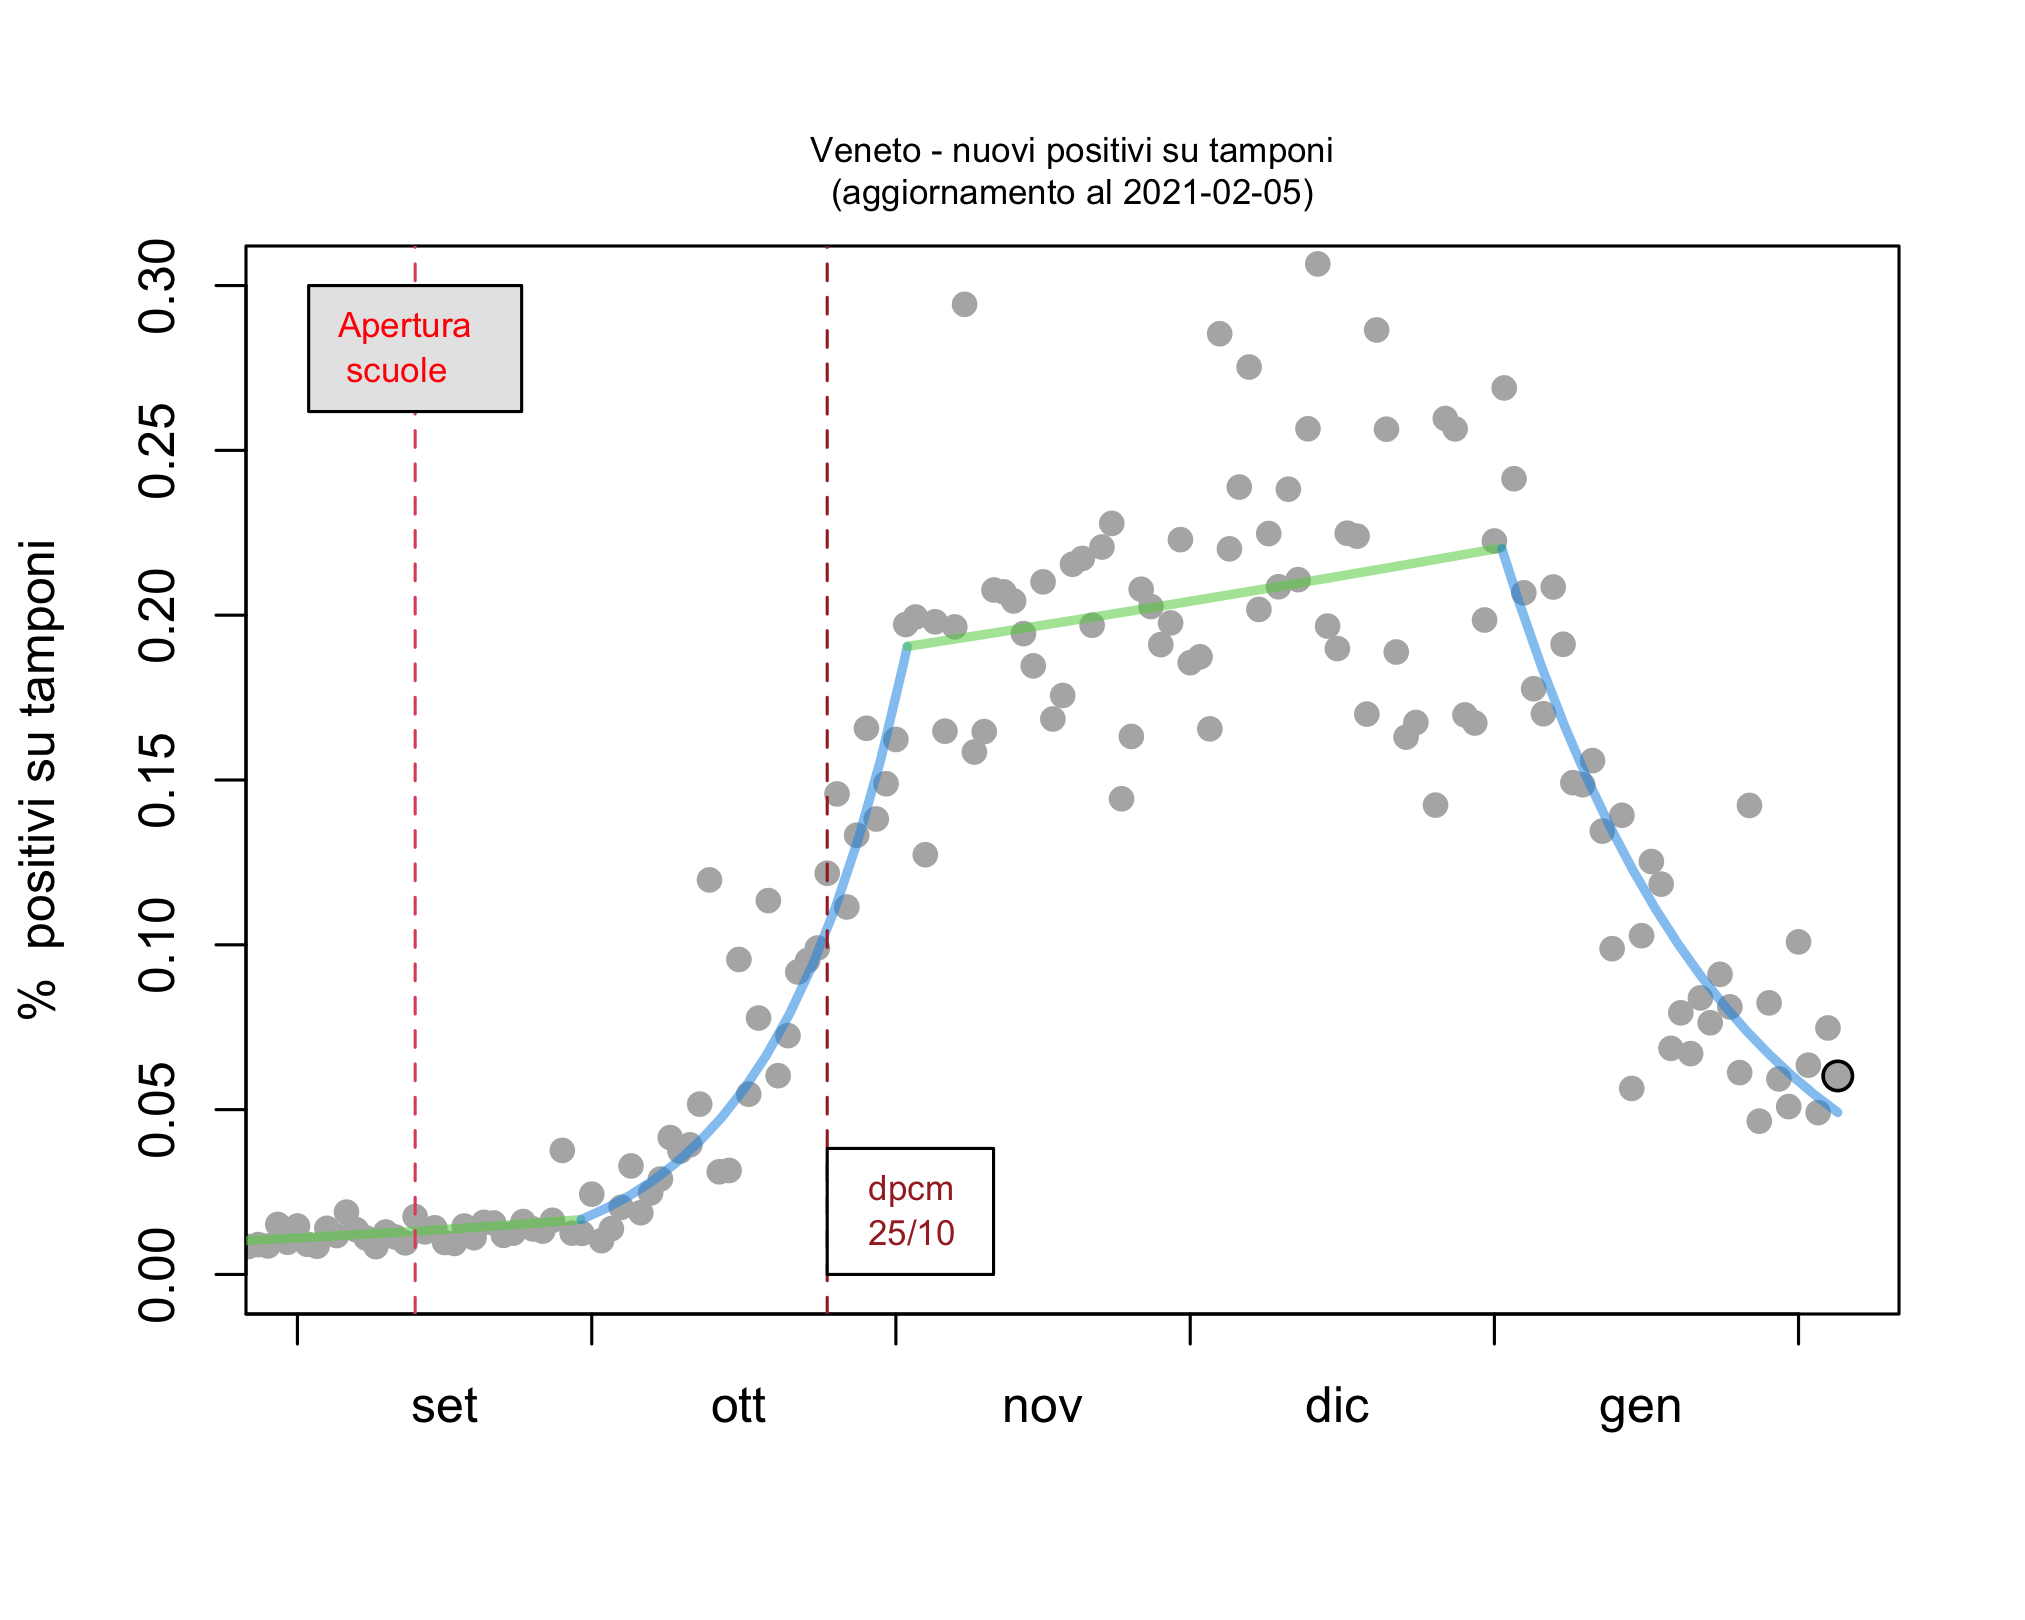 Veneto - nuovi positivi su tamponi
(aggiornamento al 2021-02-05)
% positivi su tamponi
0.30
0.25
0.20
0.15
0.10
0.05
0.00
Apertura
scuole
dpcm
25/10
set
ott
nov
dic
gen